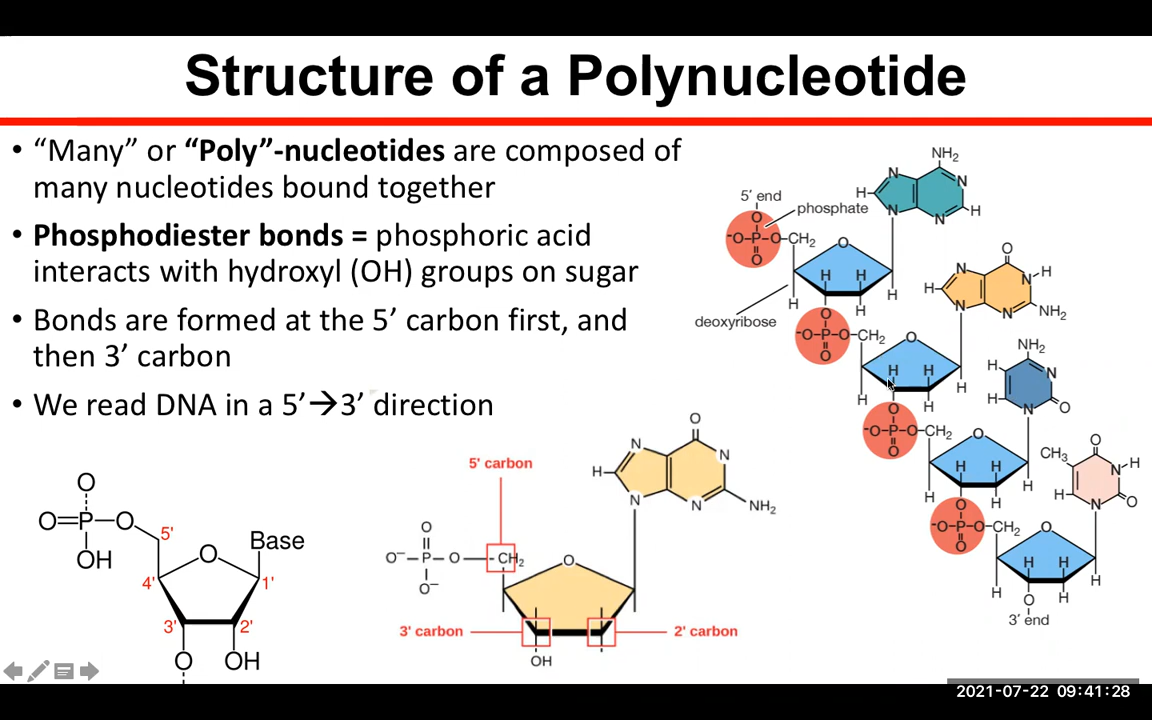 Structure of a Polynucleotide
• “Many” or “Poly”-nucleotides are composed of
many nucleotides bound together
• Phosphodiester bonds = phosphoric acid
interacts with hydroxyl (OH) groups on sugar
• Bonds are formed at the 5’ carbon first, and
then 3’ carbon
• We read DNA in a 5’→3’ direction
O
O=P–O
OH
5'
O
Base
4'
1'
3'
2'
O
OH
5' carbon
O
N
N
H
N
N
NH₂
O
O⁻–P–O
O⁻
CH₂
O
3' carbon
2' carbon
OH
NH₂
5′ end
phosphate
O
⁻O–P–O–CH₂
O
H
N
N
N
N
H
O
H
H
H
H
H
deoxyribose
O
⁻O–P–O–CH₂
O
O
N
N–H
H
N
N
NH₂
O
H
H
H
H
H
O
⁻O–P–O–CH₂
O
NH₂
H
N
H
N
O
O
H
H
H
H
H
O
⁻O–P–O–CH₂
O
O
CH₃
N–H
H
N
O
O
H
H
H
H
H
O
3′ end
2021-07-22 09:41:28